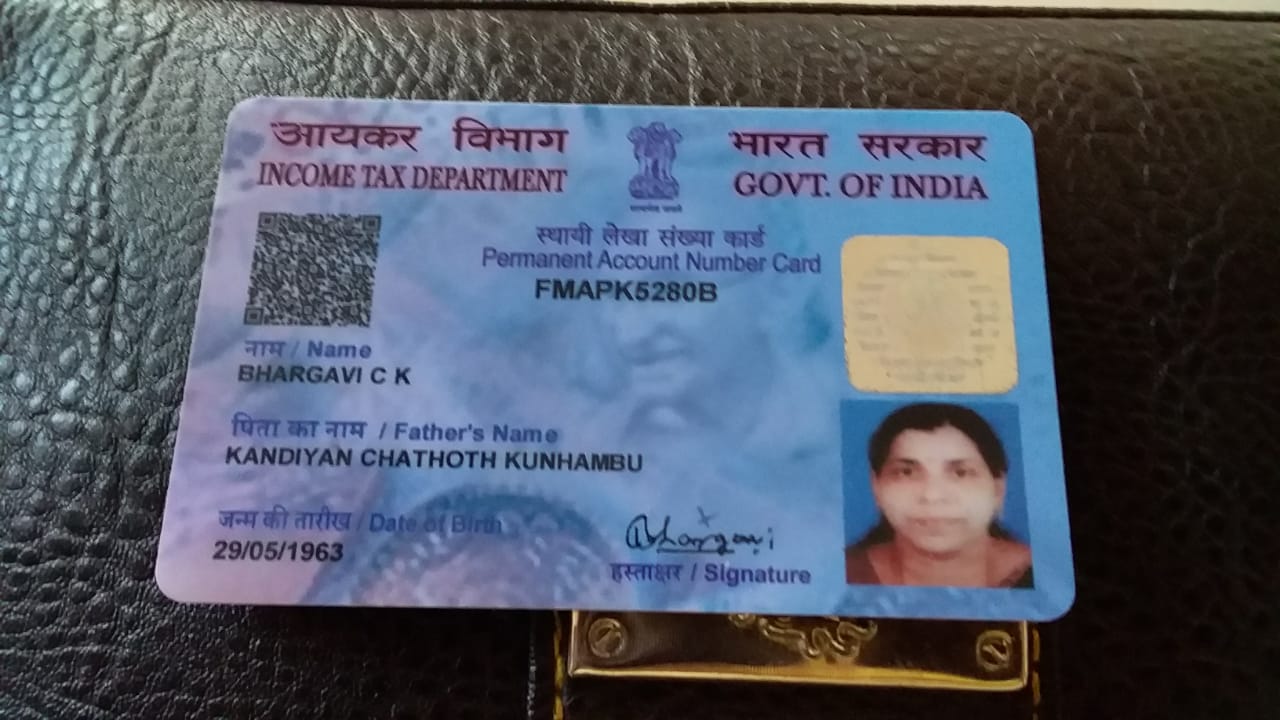 आयकर विभाग
INCOME TAX DEPARTMENT
भारत सरकार
GOVT. OF INDIA
सत्यमेव जयते
स्थायी लेखा संख्या कार्ड
Permanent Account Number Card
FMAPK5280B
नाम / Name
BHARGAVI C K
पिता का नाम / Father's Name
KANDIYAN CHATHOTH KUNHAMBU
जन्म की तारीख / Date of Birth
29/05/1963
Bhargavi
हस्ताक्षर / Signature